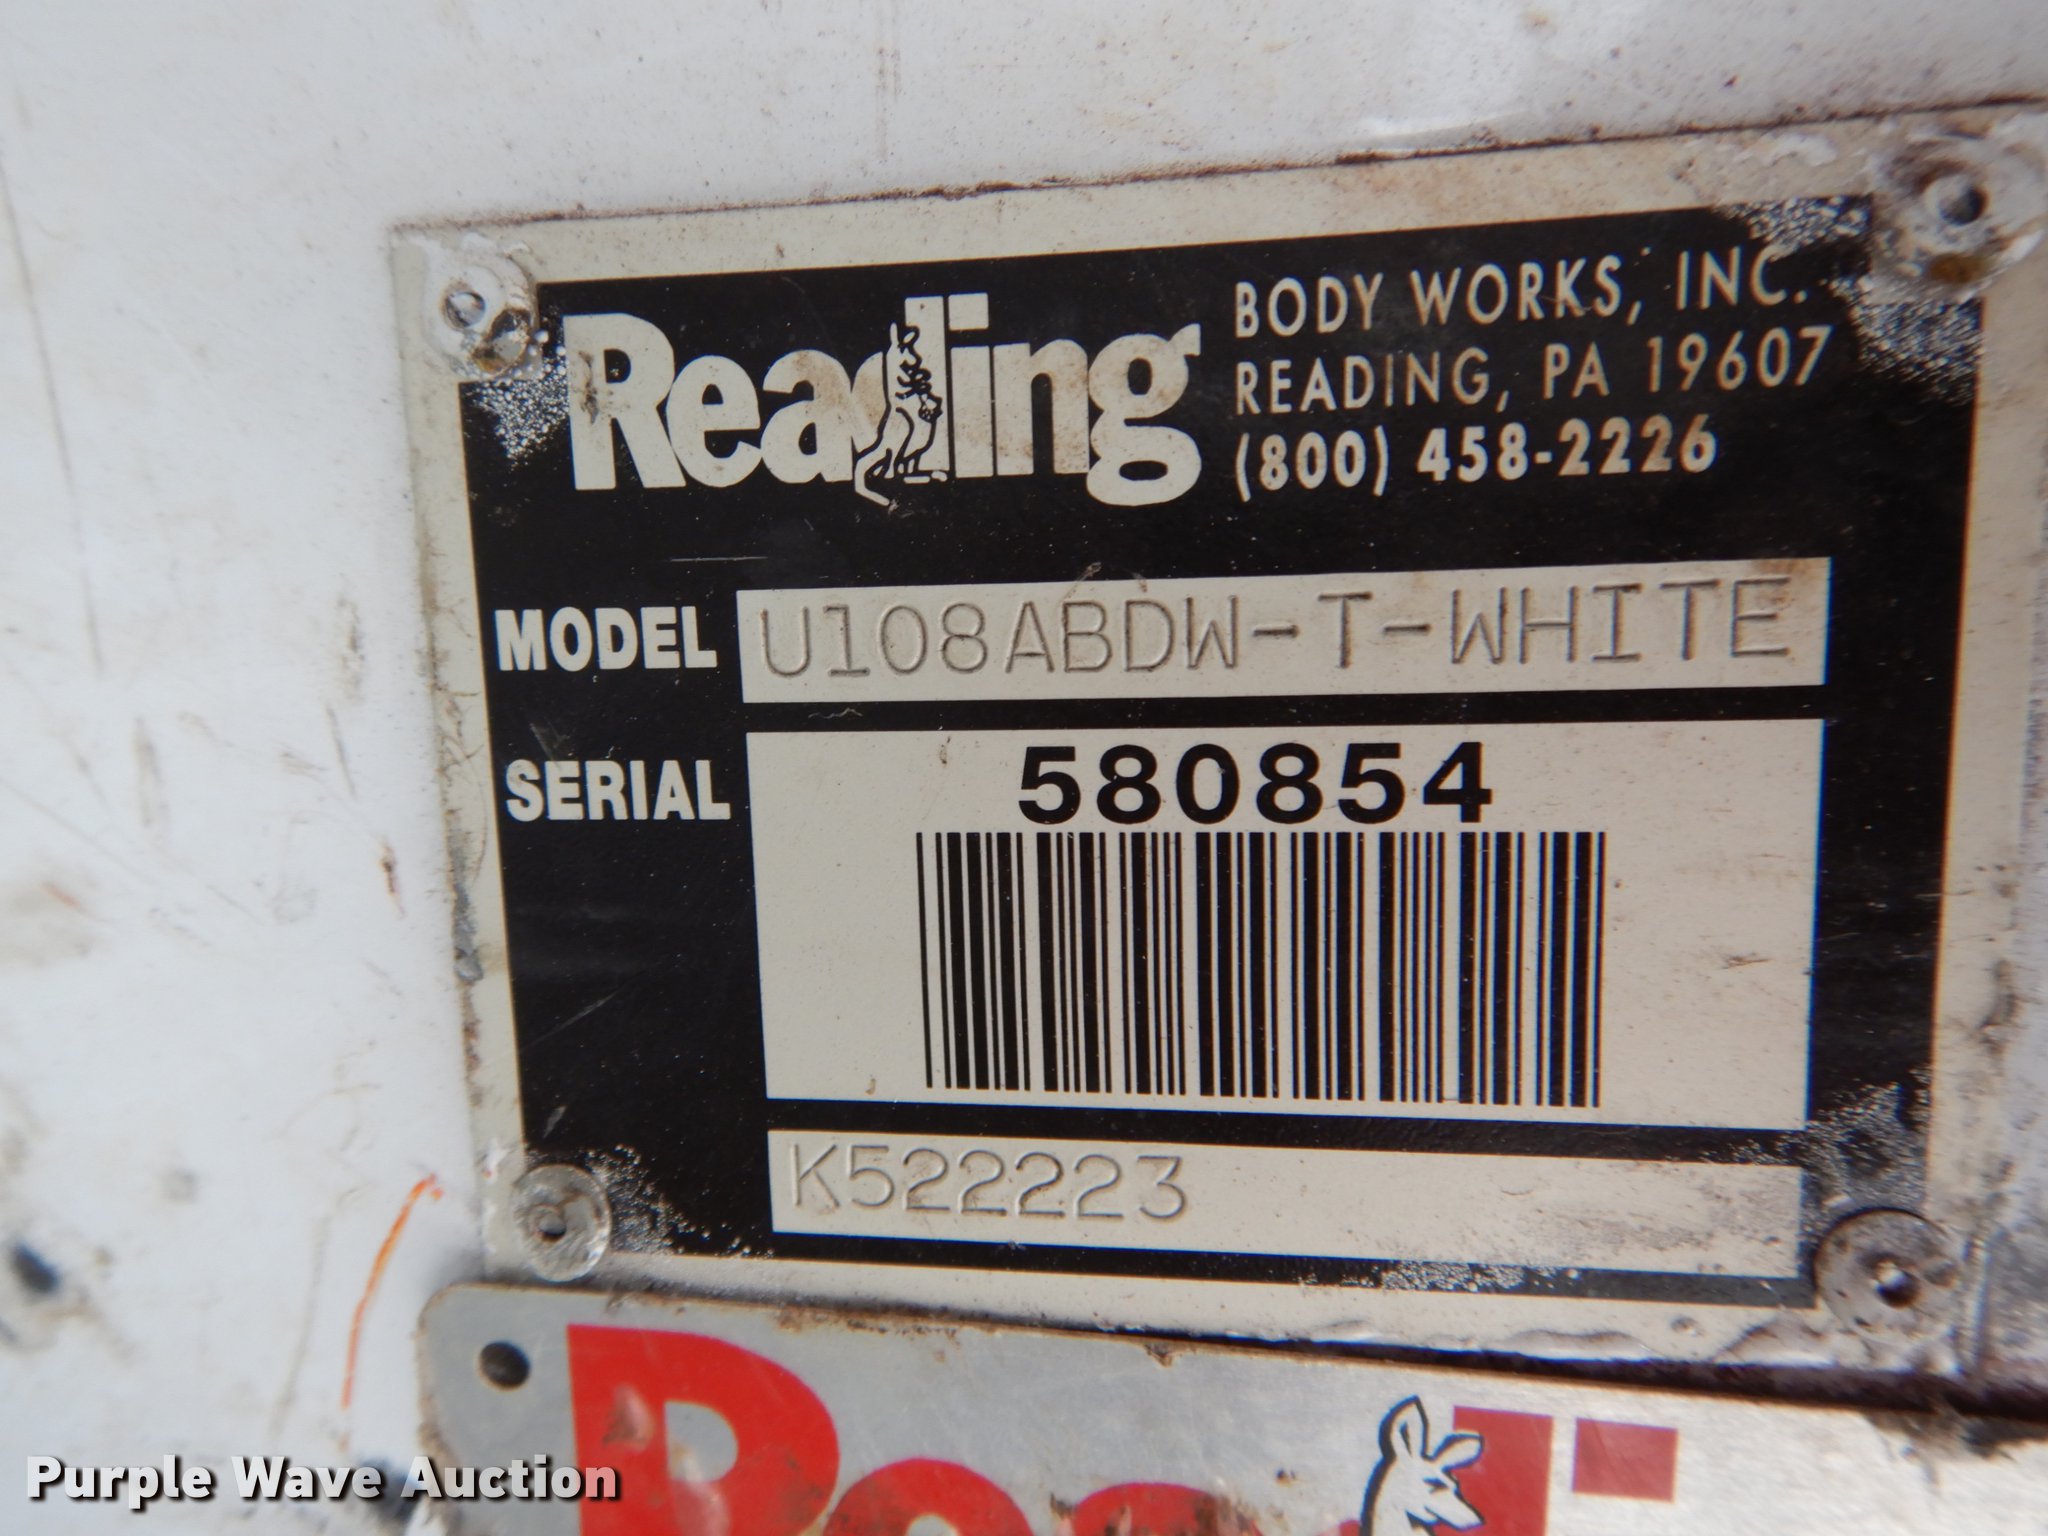 Reading
BODY WORKS, INC.
READING, PA 19607
(800) 458-2226
MODEL U108ABDW-T-WHITE
SERIAL 580854
K522223
Purple Wave Auction